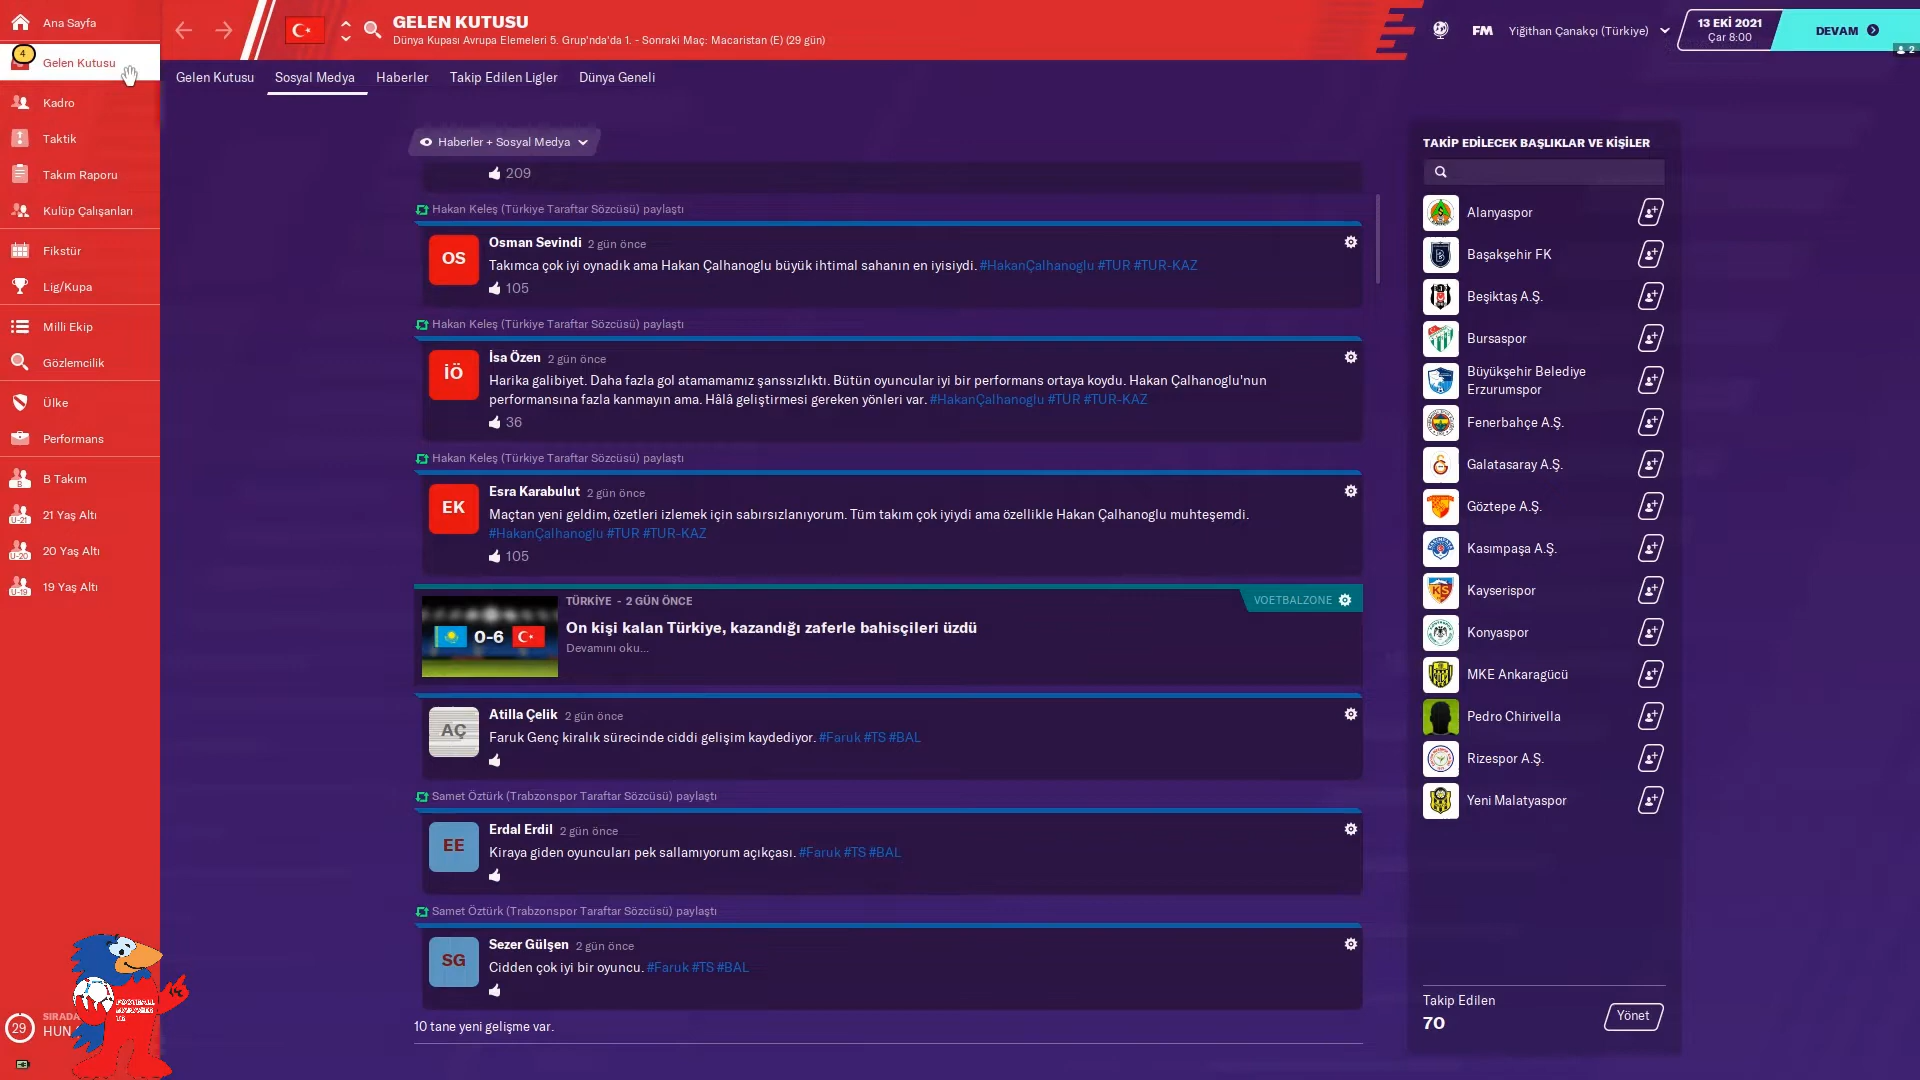 Ana Sayfa
4
Gelen Kutusu
Kadro
Taktik
Takım Raporu
Kulüp Çalışanları
Fikstür
Lig/Kupa
Milli Ekip
Gözlemcilik
Ülke
Performans
B
B Takım
U-21
21 Yaş Altı
U-20
20 Yaş Altı
U-19
19 Yaş Altı
29
SIRADA
HUN
GELEN KUTUSU
Dünya Kupası Avrupa Elemeleri 5. Grup'nda'da 1. - Sonraki Maç: Macaristan (E) (29 gün)
FM
Yiğithan Çanakçı (Türkiye)
13 EKİ 2021
Çar 8:00
DEVAM
2
Gelen Kutusu
Sosyal Medya
Haberler
Takip Edilen Ligler
Dünya Geneli
Haberler + Sosyal Medya
209
Hakan Keleş (Türkiye Taraftar Sözcüsü) paylaştı
OS
Osman Sevindi 2 gün önce
Takımca çok iyi oynadık ama Hakan Çalhanoglu büyük ihtimal sahanın en iyisiydi. #HakanÇalhanoglu #TUR #TUR-KAZ
105
Hakan Keleş (Türkiye Taraftar Sözcüsü) paylaştı
İÖ
İsa Özen 2 gün önce
Harika galibiyet. Daha fazla gol atamamamız şanssızlıktı. Bütün oyuncular iyi bir performans ortaya koydu. Hakan Çalhanoglu'nun
performansına fazla kanmayın ama. Hâlâ geliştirmesi gereken yönleri var. #HakanÇalhanoglu #TUR #TUR-KAZ
36
Hakan Keleş (Türkiye Taraftar Sözcüsü) paylaştı
EK
Esra Karabulut 2 gün önce
Maçtan yeni geldim, özetleri izlemek için sabırsızlanıyorum. Tüm takım çok iyiydi ama özellikle Hakan Çalhanoglu muhteşemdi.
#HakanÇalhanoglu #TUR #TUR-KAZ
105
TÜRKİYE - 2 GÜN ÖNCE
VOETBALZONE
0-6
On kişi kalan Türkiye, kazandığı zaferle bahisçileri üzdü
Devamını oku...
AÇ
Atilla Çelik 2 gün önce
Faruk Genç kiralık sürecinde ciddi gelişim kaydediyor. #Faruk #TS #BAL
Samet Öztürk (Trabzonspor Taraftar Sözcüsü) paylaştı
EE
Erdal Erdil 2 gün önce
Kiraya giden oyuncuları pek sallamıyorum açıkçası. #Faruk #TS #BAL
Samet Öztürk (Trabzonspor Taraftar Sözcüsü) paylaştı
SG
Sezer Gülşen 2 gün önce
Cidden çok iyi bir oyuncu. #Faruk #TS #BAL
10 tane yeni gelişme var.
TAKİP EDİLECEK BAŞLIKLAR VE KİŞİLER
Alanyaspor
Başakşehir FK
Beşiktaş A.Ş.
Bursaspor
Büyükşehir Belediye
Erzurumspor
Fenerbahçe A.Ş.
Galatasaray A.Ş.
Göztepe A.Ş.
Kasımpaşa A.Ş.
Kayserispor
Konyaspor
MKE Ankaragücü
Pedro Chirivella
Rizespor A.Ş.
Yeni Malatyaspor
Takip Edilen
70
Yönet